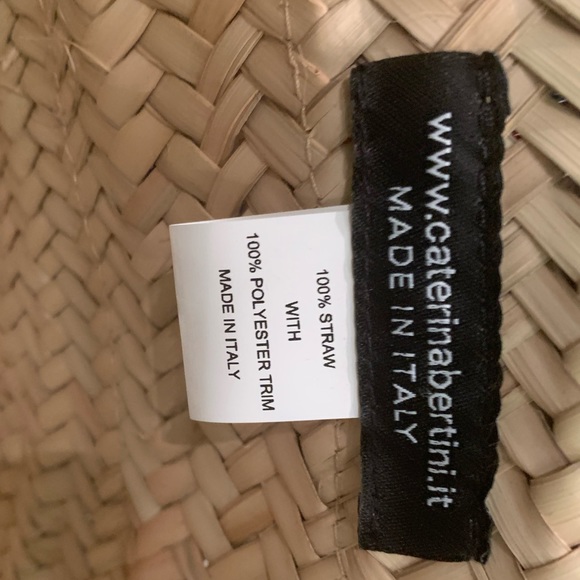 www.caterinabertini.it
MADE IN ITALY
100% STRAW
WITH
100% POLYESTER TRIM
MADE IN ITALY